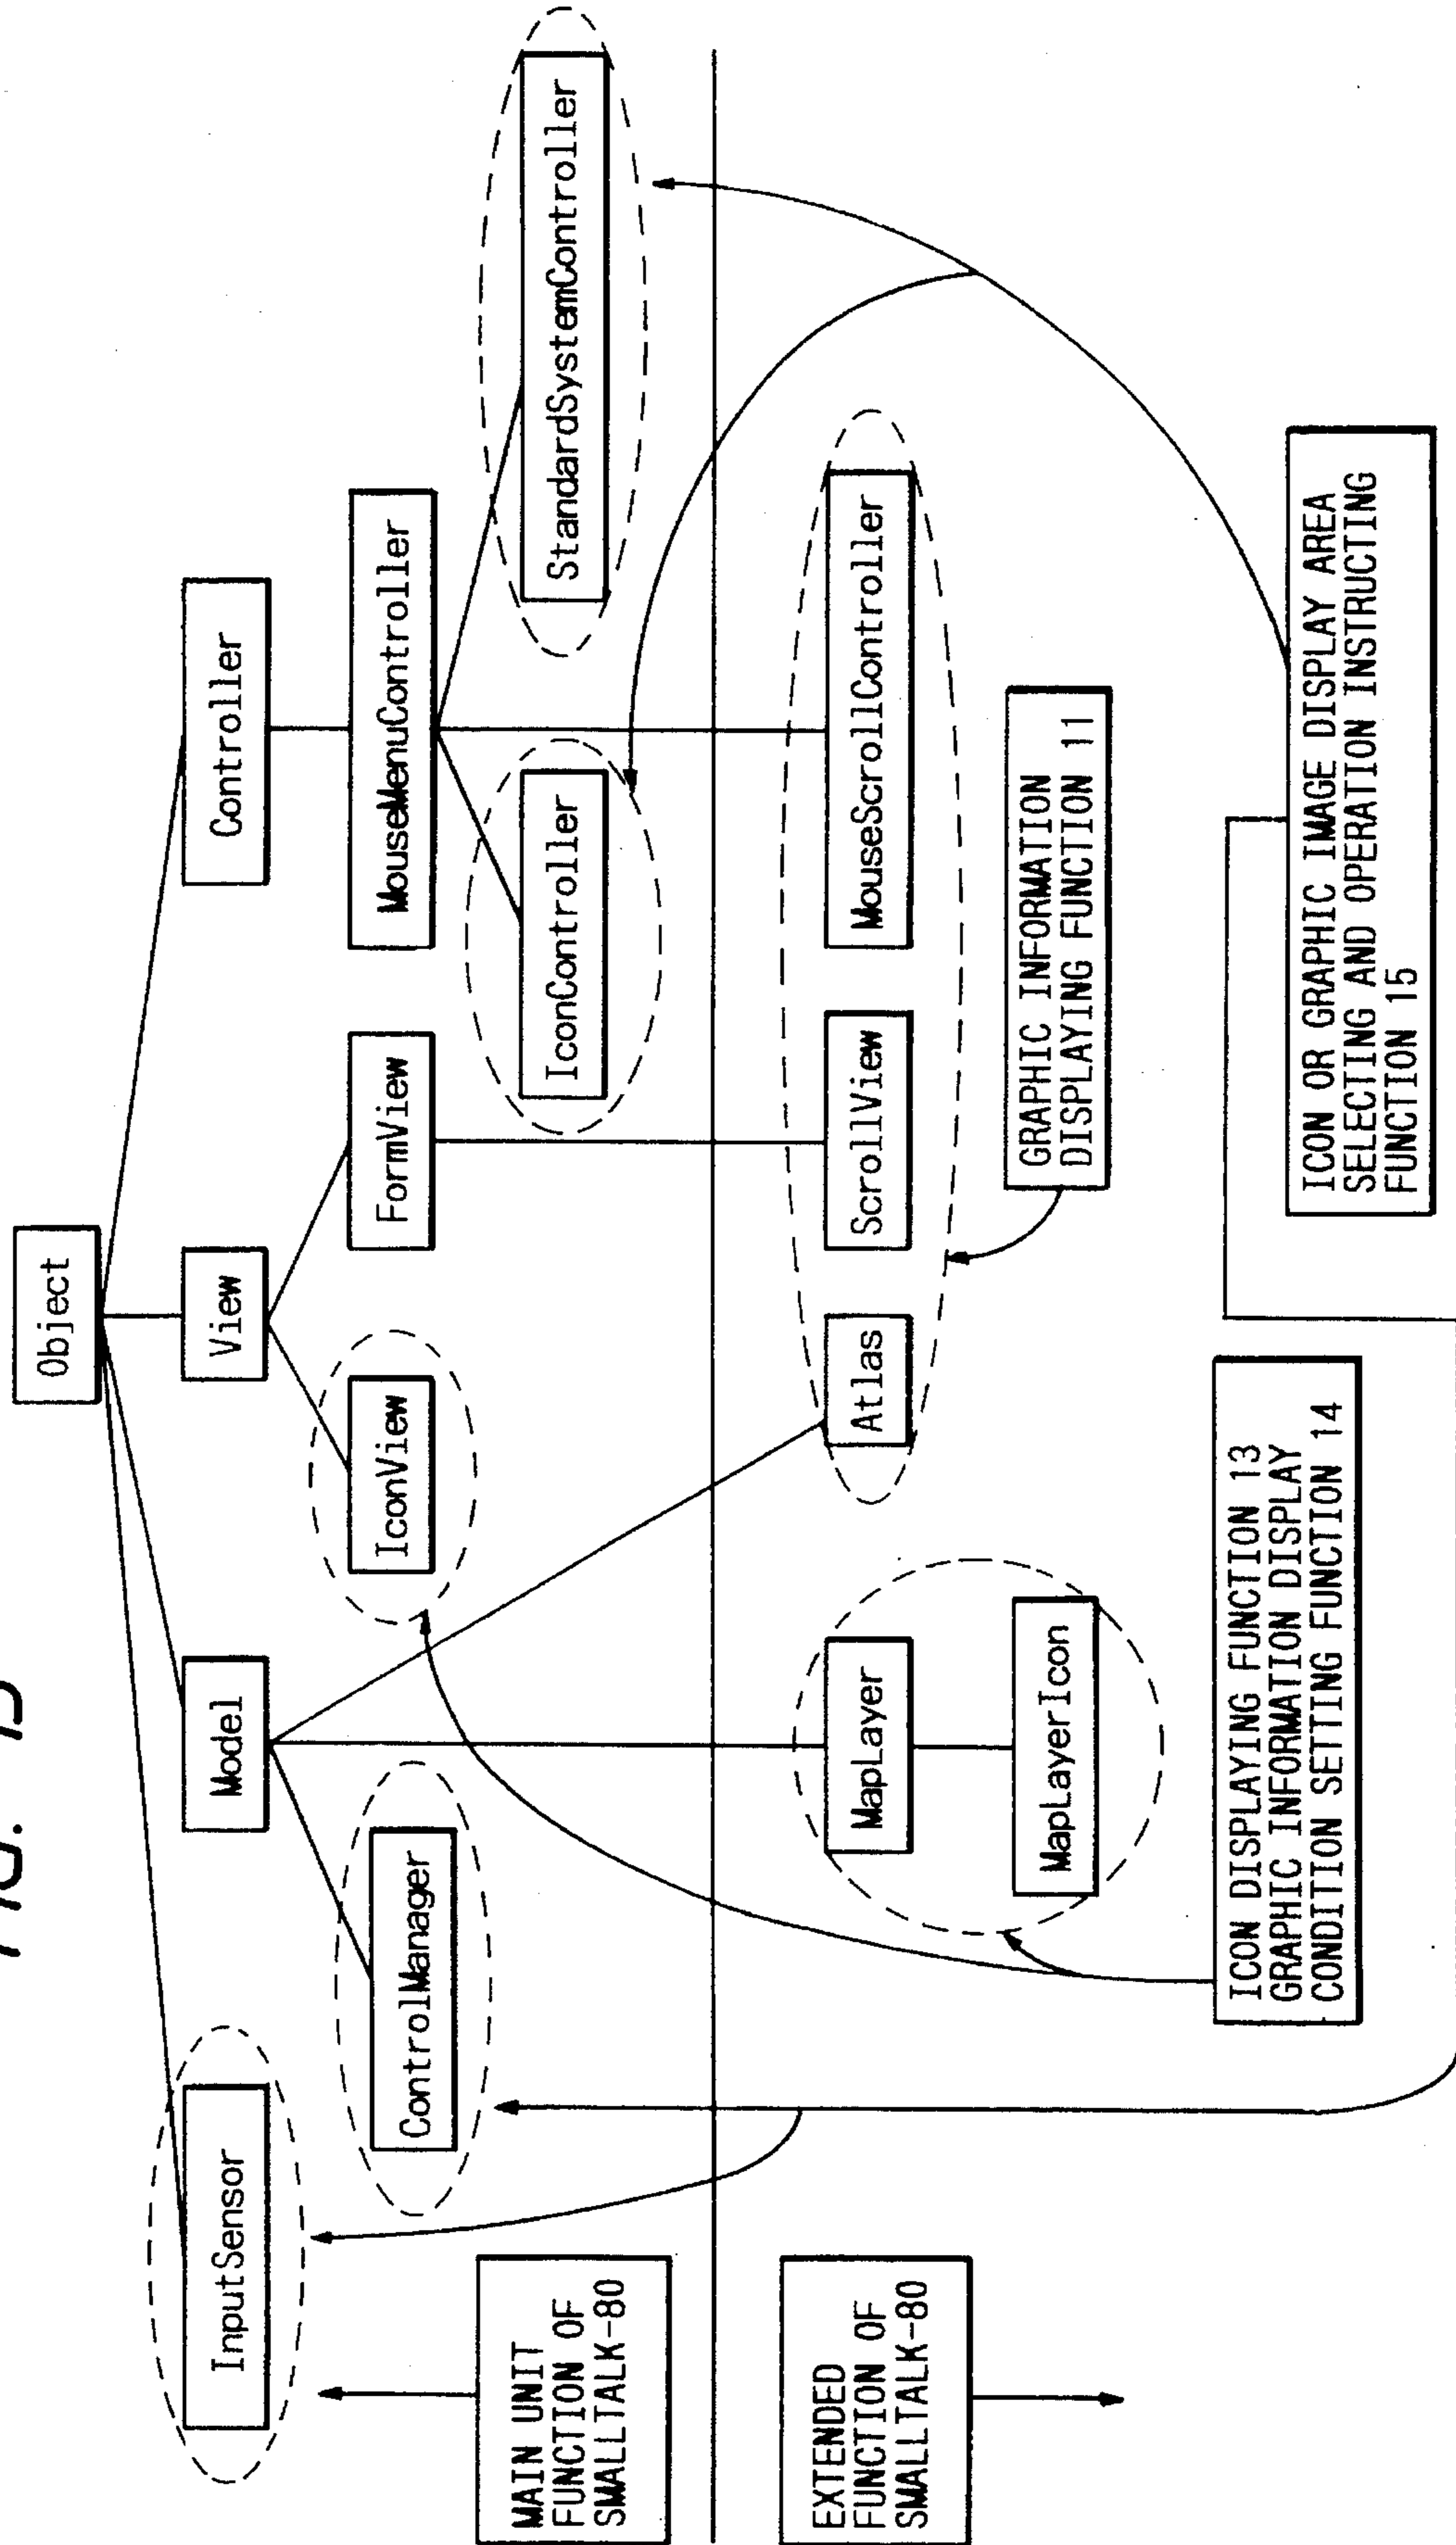 Object
InputSensor
Model
View
Controller
ControlManager
IconView
FormView
MouseMenuController
IconController
StandardSystemController
MAIN UNIT
FUNCTION OF
SMALLTALK-80
EXTENDED
FUNCTION OF
SMALLTALK-80
MapLayer
Atlas
ScrollView
MouseScrollController
MapLayerIcon
GRAPHIC INFORMATION
DISPLAYING FUNCTION 11
ICON DISPLAYING FUNCTION 13
GRAPHIC INFORMATION DISPLAY
CONDITION SETTING FUNCTION 14
ICON OR GRAPHIC IMAGE DISPLAY AREA
SELECTING AND OPERATION INSTRUCTING
FUNCTION 15